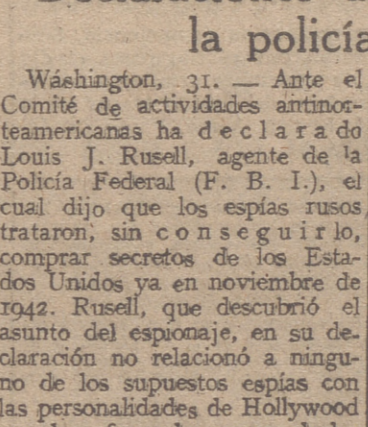 la policía
Wáshington, 31. — Ante el
Comité de actividades antinor-
teamericanas ha declarado
Louis J. Rusell, agente de la
Policía Federal (F. B. I.), el
cual dijo que los espías rusos
trataron, sin conseguirlo,
comprar secretos de los Esta-
dos Unidos ya en noviembre de
1942. Rusell, que descubrió el
asunto del espionaje, en su de-
claración no relacionó a ningu-
no de los supuestos espías con
las personalidades de Hollywood